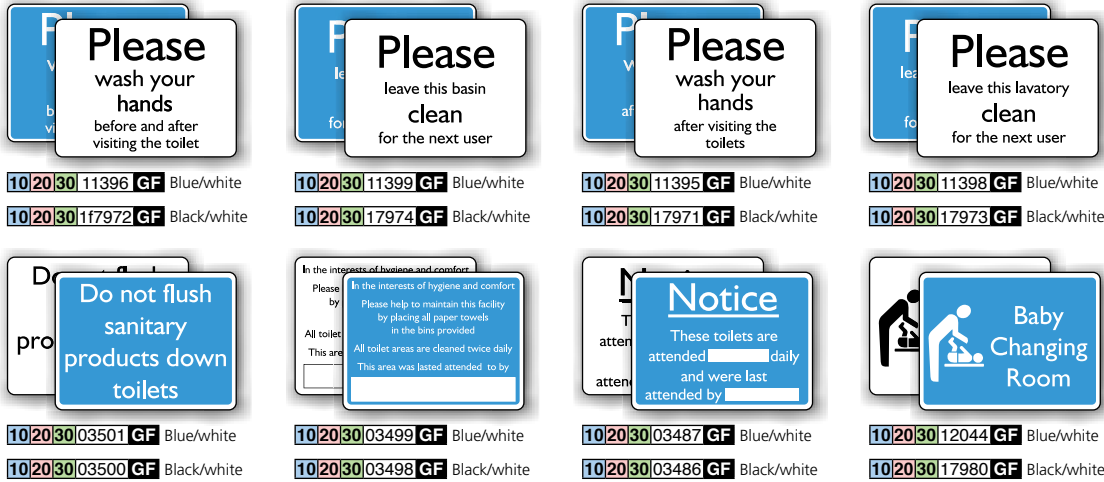 Please
wash your
hands
before and after
visiting the toilet
10 20 30 11396 GF Blue/white
10 20 30 1f7972 GF Black/white
Please
leave this basin
clean
for the next user
10 20 30 11399 GF Blue/white
10 20 30 17974 GF Black/white
Please
wash your
hands
after visiting the
toilets
10 20 30 11395 GF Blue/white
10 20 30 17971 GF Black/white
Please
leave this lavatory
clean
for the next user
10 20 30 11398 GF Blue/white
10 20 30 17973 GF Black/white
Do not flush
sanitary
products down
toilets
10 20 30 03501 GF Blue/white
10 20 30 03500 GF Black/white
In the interests of hygiene and comfort
Please
by
All toilet
This are
In the interests of hygiene and comfort
Please help to maintain this facility
by placing all paper towels
in the bins provided
All toilet areas are cleaned twice daily
This area was lasted attended to by
10 20 30 03499 GF Blue/white
10 20 30 03498 GF Black/white
Notice
These toilets are
attended daily
and were last
attended by
10 20 30 03487 GF Blue/white
10 20 30 03486 GF Black/white
Baby
Changing
Room
10 20 30 12044 GF Blue/white
10 20 30 17980 GF Black/white